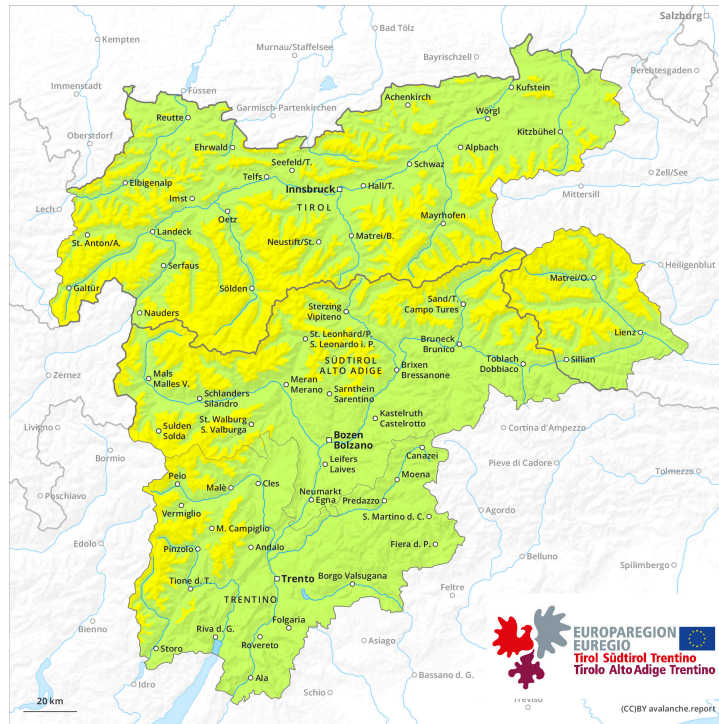 Salzburg
Kempten
Bad Tölz
Murnau/Staffelsee
Bayrischzell
Berchtesgaden
Immenstadt
Füssen
Garmisch-Partenkirchen
Achenkirch
Kufstein
Reutte
Wörgl
Oberstdorf
Ehrwald
Kitzbühel
Alpbach
Seefeld/T.
Schwaz
Zell/See
Elbigenalp
Telfs
Innsbruck
Hall/T.
Mittersill
Imst
TIROL
Lech
Oetz
Mayrhofen
St. Anton/A.
Landeck
Neustift/St.
Matrei/B.
Heiligenblut
Serfaus
Matrei/O.
Galtür
Sölden
Sand/T.
Campo Tures
Nauders
Sterzing
Vipiteno
Lienz
St. Leonhard/P.
S. Leonardo i. P.
Bruneck
Brunico
Toblach
Dobbiaco
Sillian
SÜDTIROL
ALTO ADIGE
Brixen
Bressanone
Zernez
Mals
Malles V.
Meran
Merano
Sarnthein
Sarentino
Schlanders
Silandro
Kastelruth
Castelrotto
St. Walburg
S. Valburga
Livigno
Sulden
Solda
Cortina d'Ampezzo
Bozen
Bolzano
Bormio
Canazei
Pieve di Cadore
Leifers
Laives
Tolmezzo
Moena
Peio
Malè
Cles
Poschiavo
Neumarkt
Egna
Predazzo
Vermiglio
Agordo
S. Martino d. C.
M. Campiglio
Edolo
Pinzolo
Andalo
Fiera d. P.
Belluno
Spilimbergo
Trento
Borgo Valsugana
Tione d. T.
Feltre
TRENTINO
Folgaria
Bienno
Riva d. G.
Rovereto
Asiago
Storo
Ala
Bassano d. G.
Idro
Schio
Treviso
EUROPAREGION
EUREGIO
Tirol Südtirol Trentino
Tirolo Alto Adige Trentino
20 km
(CC)BY avalanche.report